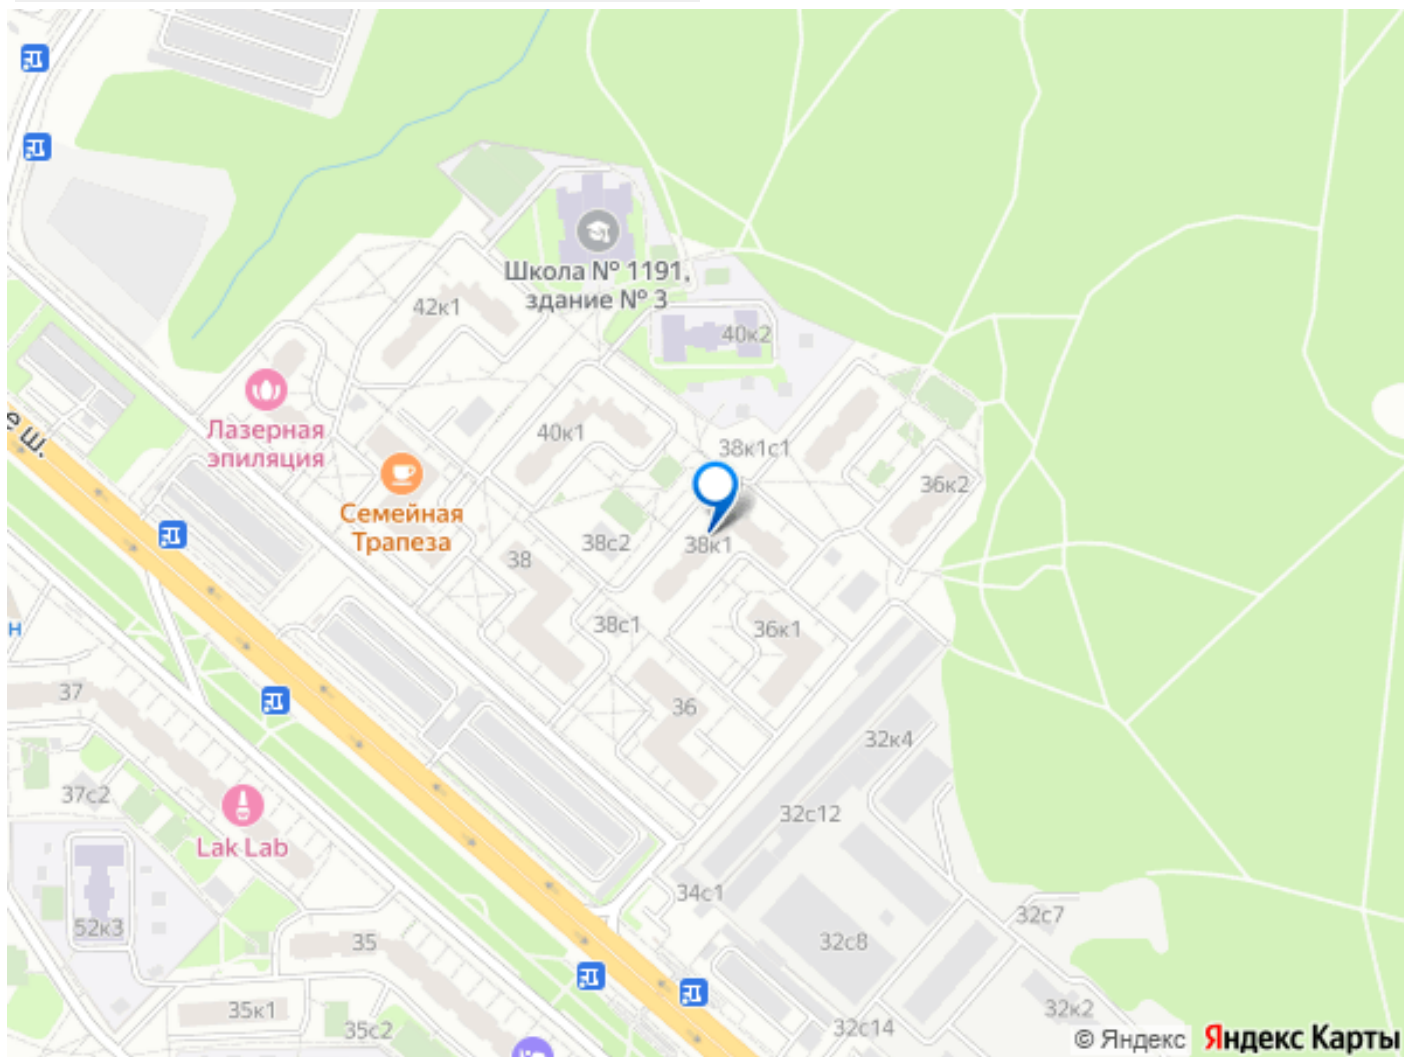 Школа № 1191,
здание № 3
42к1
40к2
Лазерная
эпиляция
е ш.
40к1
38к1с1
36к2
Семейная
Трапеза
38
38с2
38к1
38с1
36к1
н
37
36
32к4
37с2
32с12
Lak Lab
34с1
52к3
35
32с8
32с7
35к1
35с2
32с14
32к2
© Яндекс Яндекс Карты